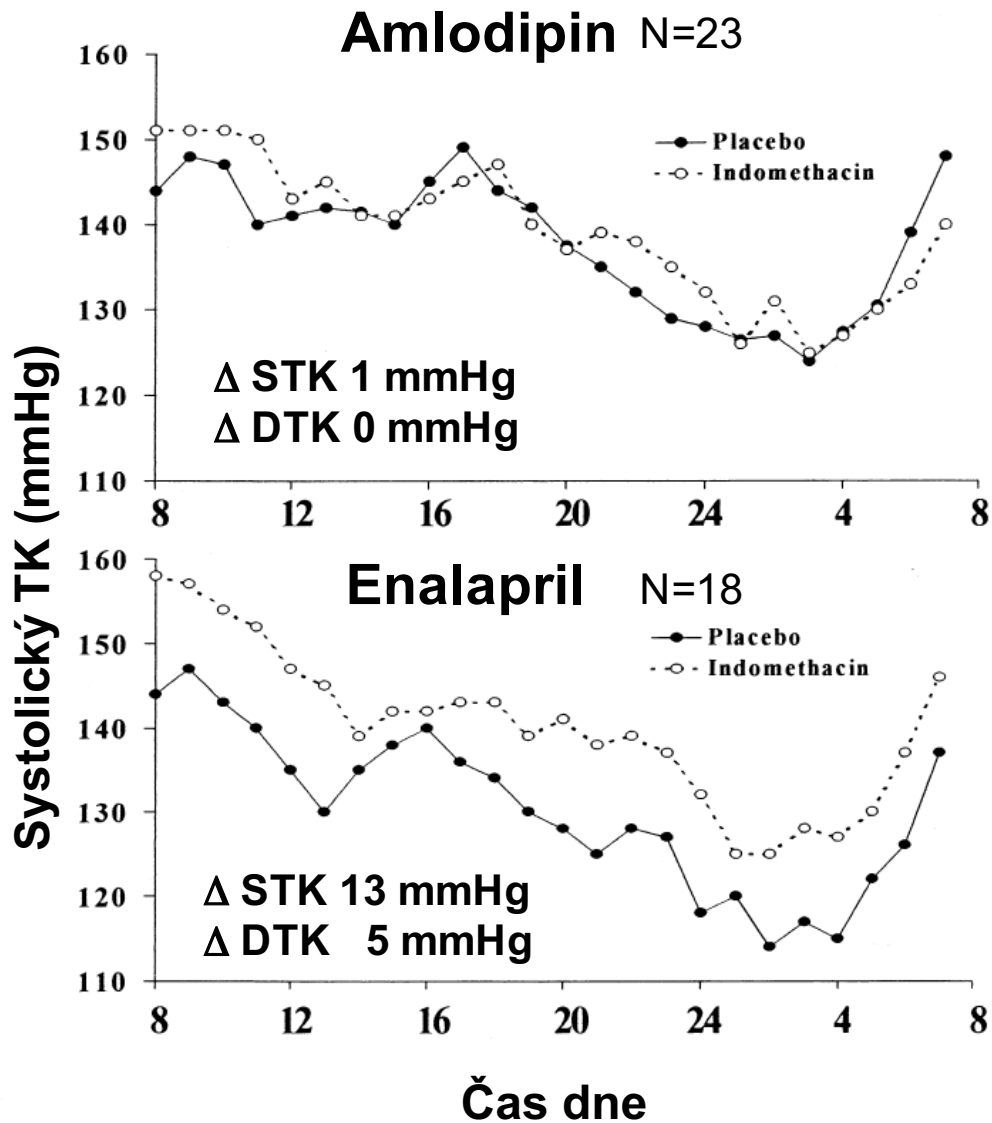 Amlodipin N=23
160
150
140
130
120
110
Placebo
Indomethacin
Δ STK 1 mmHg
Δ DTK 0 mmHg
8 12 16 20 24 4 8
Systolický TK (mmHg)
Enalapril N=18
160
150
140
130
120
110
Placebo
Indomethacin
Δ STK 13 mmHg
Δ DTK 5 mmHg
8 12 16 20 24 4 8
Čas dne